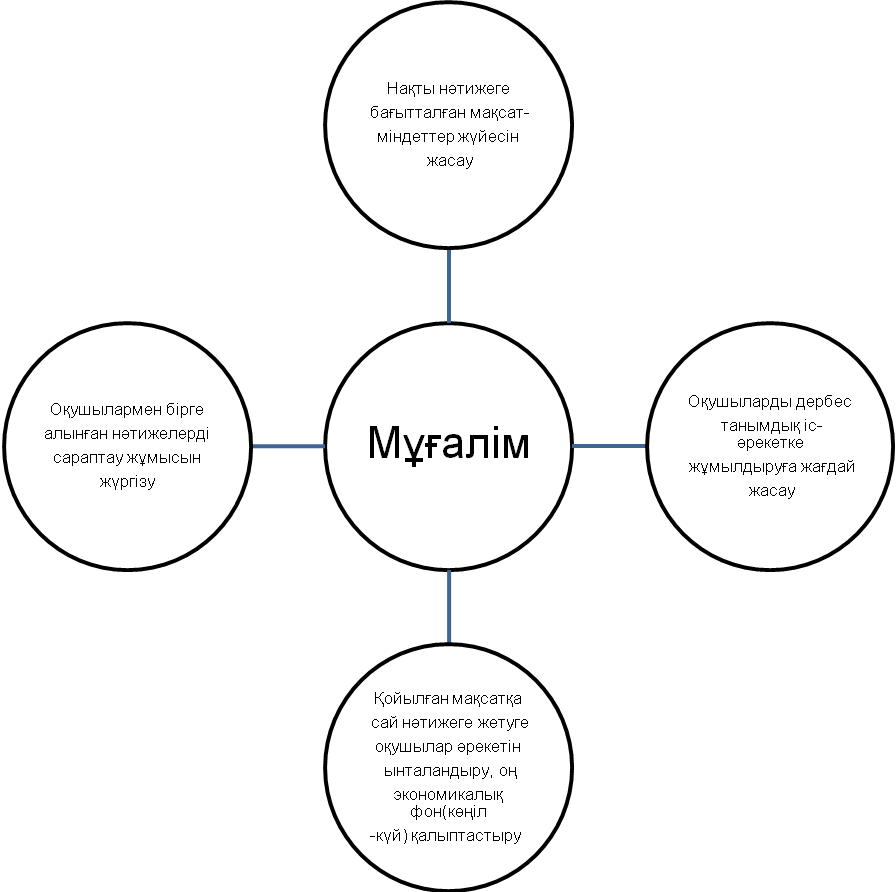 Нақты нәтижеге
бағытталған мақсат-
міндеттер жүйесін
жасау
Оқушылармен бірге
алынған нәтижелерді
сараптау жұмысын
жүргізу
Мұғалім
Оқушыларды дербес
танымдық іс-
әрекетке
жұмылдыруға жағдай
жасау
Қойылған мақсатқа
сай нәтижеге жетуге
оқушылар әрекетін
ынталандыру, оң
экономикалық
фон(көңіл
-күй) қалыптастыру